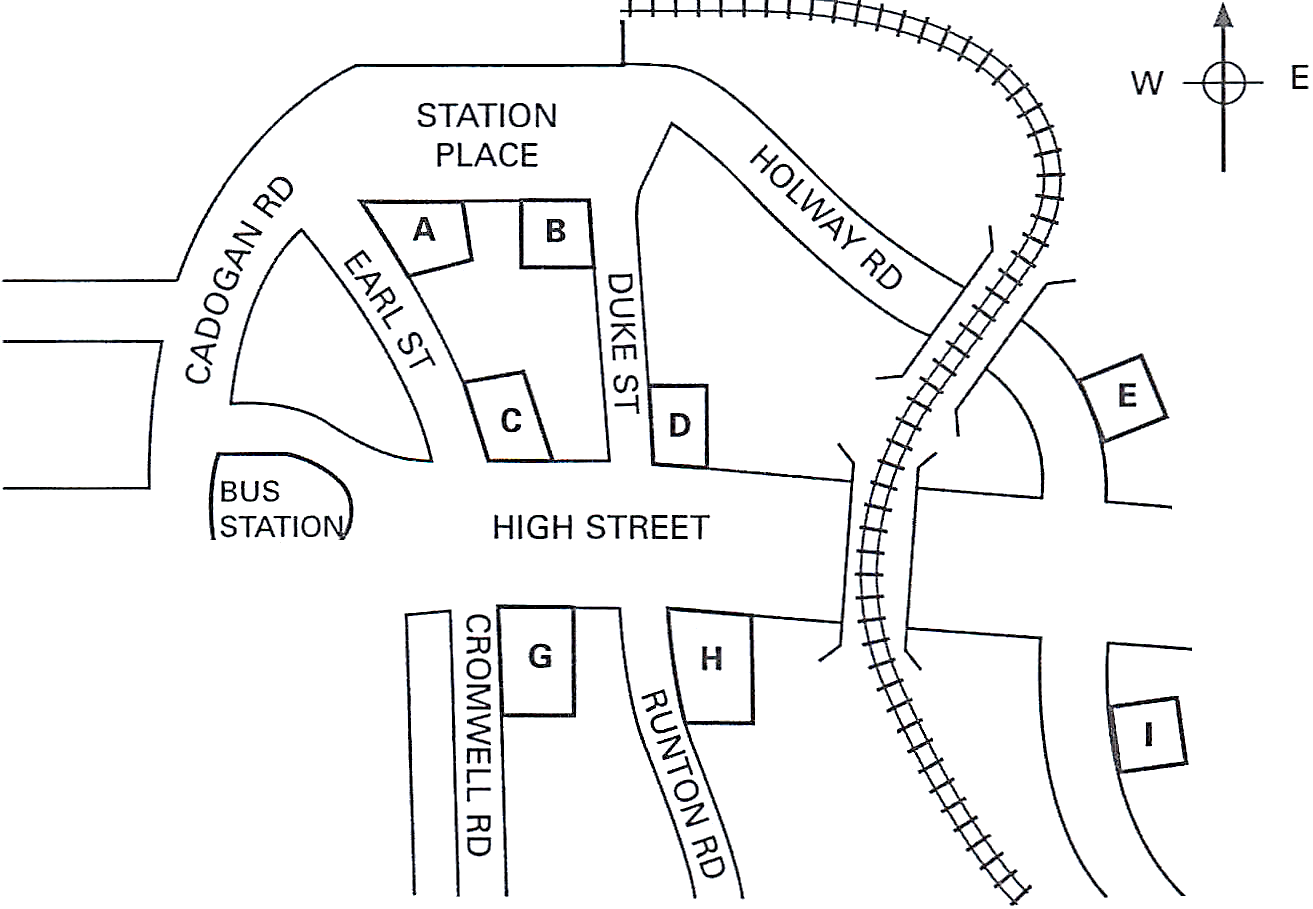 W
E
STATION
PLACE
HOLWAY RD
CADOGAN RD
A
B
EARL ST
DUKE ST
C
D
E
BUS
STATION
HIGH STREET
CROMWELL RD
G
H
RUNTON RD
I